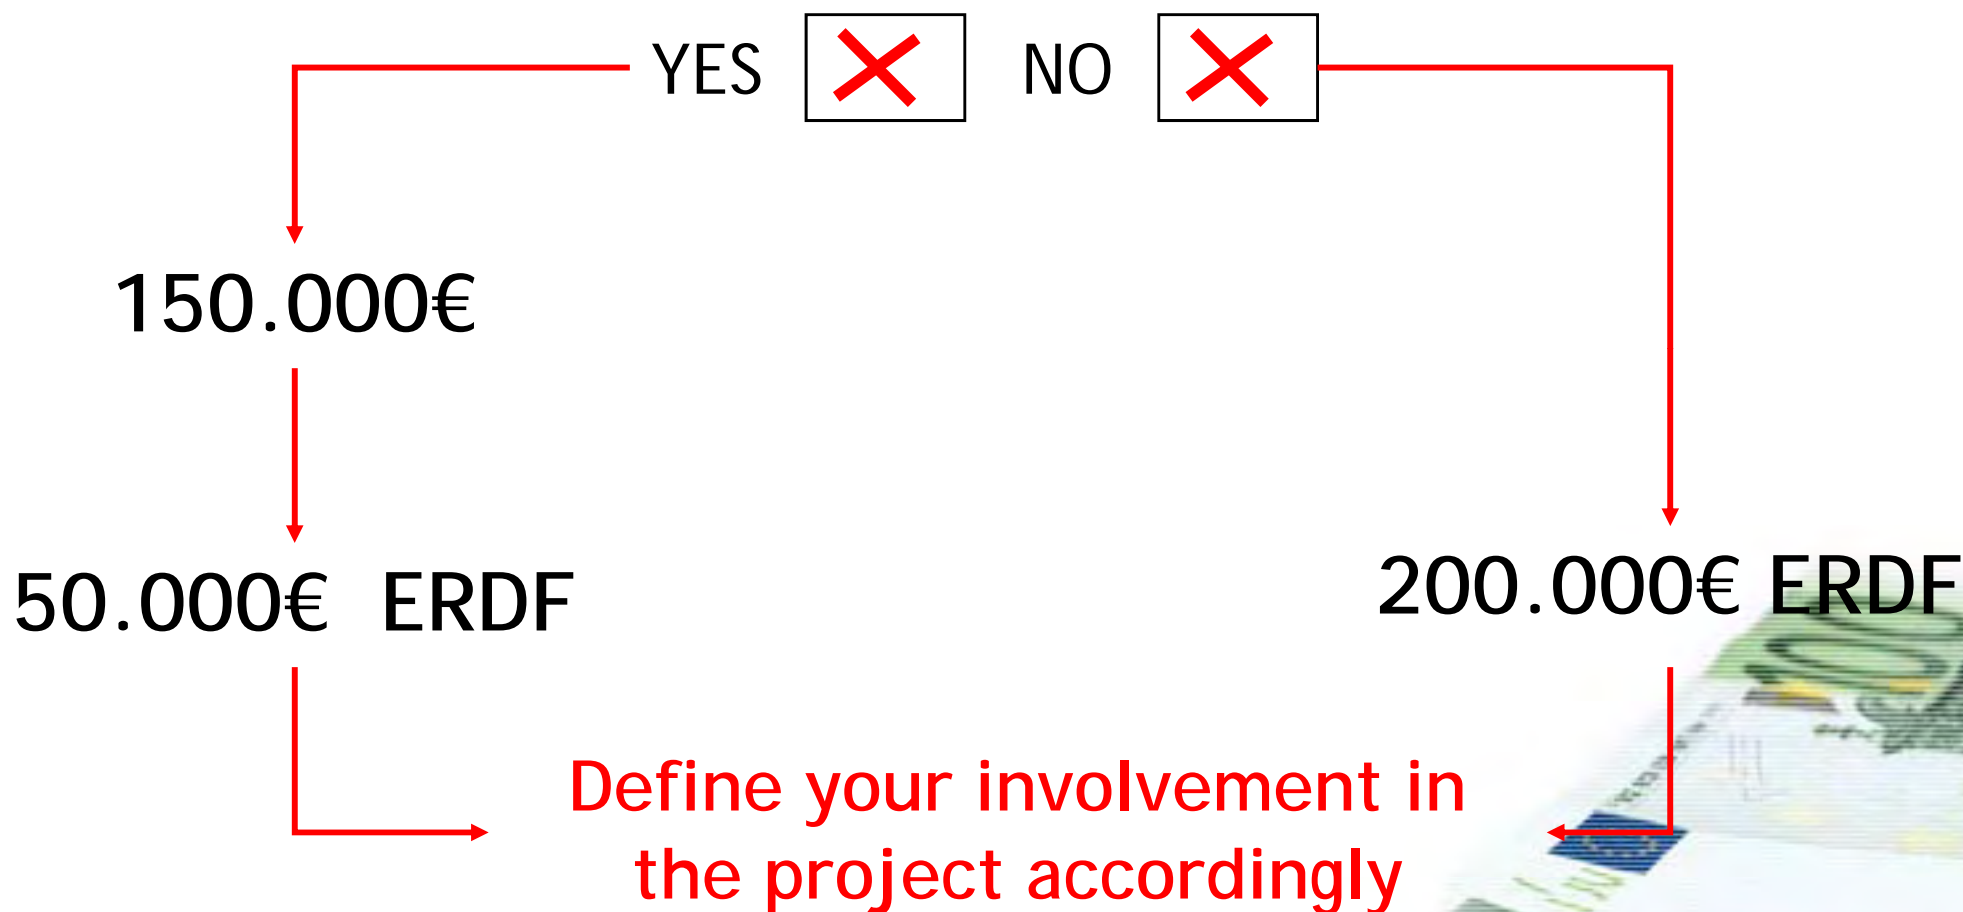 YES NO
150.000€
50.000€ ERDF
200.000€ ERDF
Define your involvement in
the project accordingly